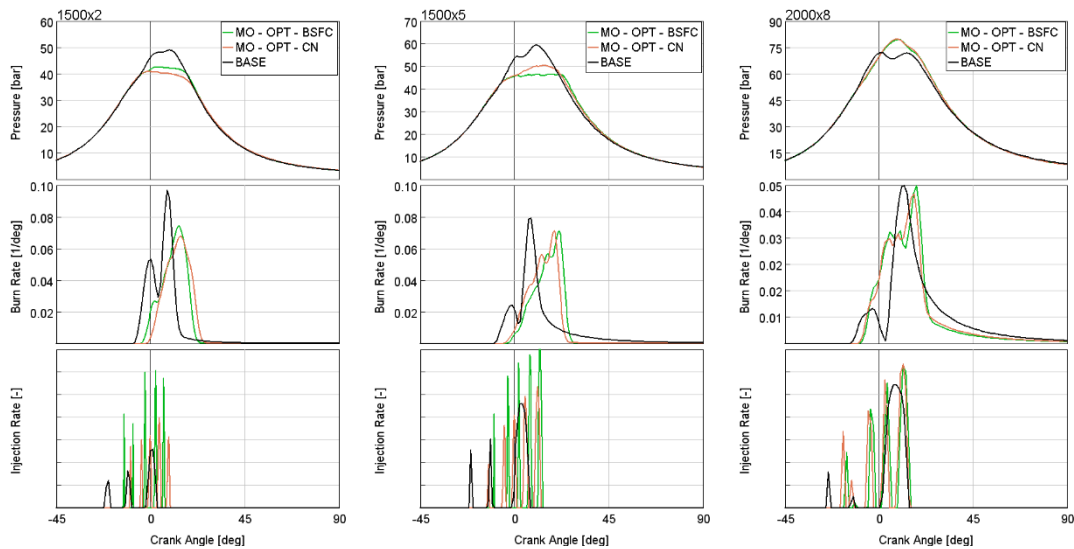 1500x2
60
50
40
30
20
10
Pressure [bar]
MO - OPT - BSFC
MO - OPT - CN
BASE
0.10
0.08
0.06
0.04
0.02
Burn Rate [1/deg]
Injection Rate [-]
-45 0 45 90
Crank Angle [deg]
1500x5
70
60
50
40
30
20
10
Pressure [bar]
MO - OPT - BSFC
MO - OPT - CN
BASE
0.10
0.08
0.06
0.04
0.02
Burn Rate [1/deg]
Injection Rate [-]
-45 0 45 90
Crank Angle [deg]
2000x8
90
75
60
45
30
15
Pressure [bar]
MO - OPT - BSFC
MO - OPT - CN
BASE
0.05
0.04
0.03
0.02
0.01
Burn Rate [1/deg]
Injection Rate [-]
-45 0 45 90
Crank Angle [deg]